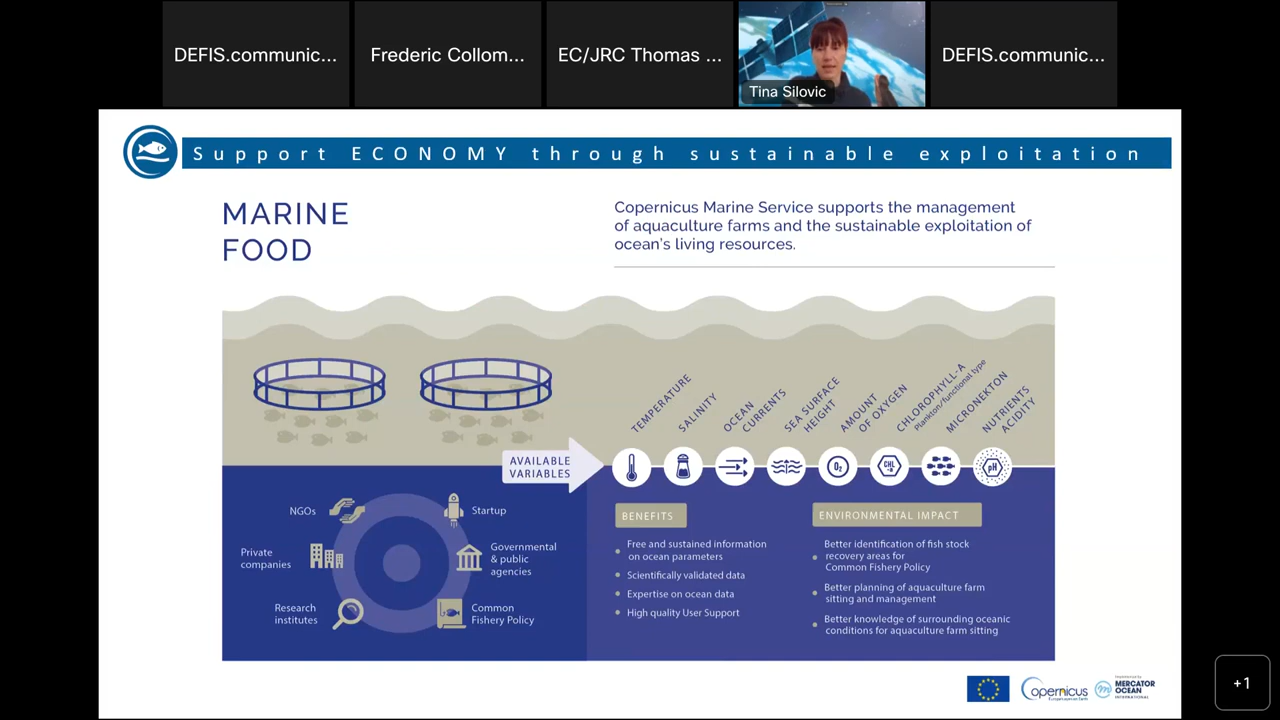 DEFIS.communic...
Frederic Collom...
EC/JRC Thomas ...
Tina Silovic
DEFIS.communic...
Support ECONOMY through sustainable exploitation
MARINE
FOOD
Copernicus Marine Service supports the management
of aquaculture farms and the sustainable exploitation of
ocean's living resources.
TEMPERATURE
SALINITY
OCEAN
CURRENTS
SEA SURFACE
HEIGHT
AMOUNT
OF OXYGEN
CHLOROPHYLL-A
Plankton/functional type
MICRONEKTON
NUTRIENTS
ACIDITY
AVAILABLE
VARIABLES
O2
CHL
-a
pH
NGOs
Startup
Private
companies
Governmental
& public
agencies
Research
institutes
Common
Fishery Policy
BENEFITS
Free and sustained information
on ocean parameters
Scientifically validated data
Expertise on ocean data
High quality User Support
ENVIRONMENTAL IMPACT
Better identification of fish stock
recovery areas for
Common Fishery Policy
Better planning of aquaculture farm
sitting and management
Better knowledge of surrounding oceanic
conditions for aquaculture farm sitting
opernicus
MERCATOR
OCEAN
INTERNATIONAL
+1